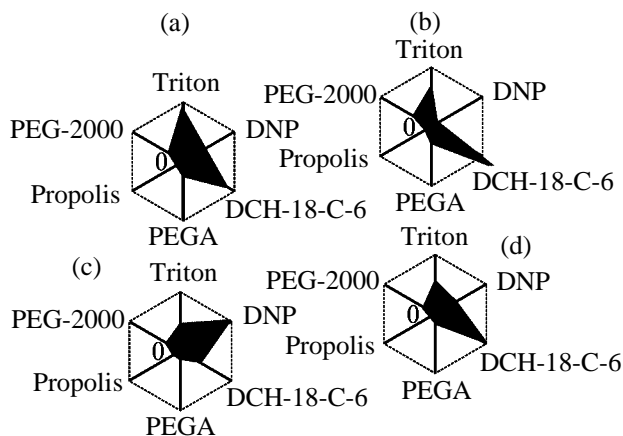 (a)
Triton
PEG-2000
DNP
0
Propolis
DCH-18-C-6
PEGA
(b)
Triton
PEG-2000
DNP
0
Propolis
DCH-18-C-6
PEGA
(c)
Triton
PEG-2000
DNP
0
Propolis
DCH-18-C-6
PEGA
(d)
Triton
PEG-2000
DNP
0
Propolis
DCH-18-C-6
PEGA